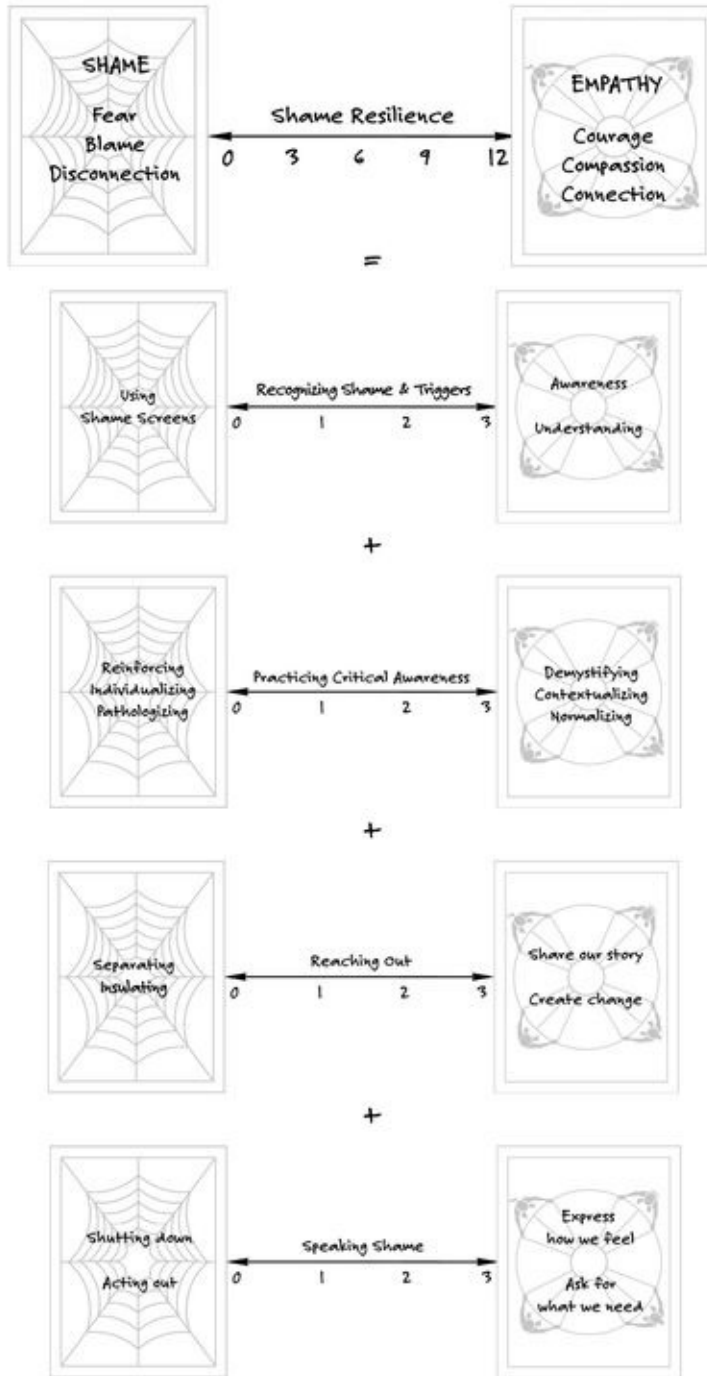 SHAME
Fear
Blame
Disconnection
Shame Resilience
0 3 6 9 12
EMPATHY
Courage
Compassion
Connection
=
Using
Shame Screens
Recognizing Shame & Triggers
0 1 2 3
Awareness
Understanding
+
Reinforcing
Individualizing
Pathologizing
Practicing Critical Awareness
0 1 2 3
Demystifying
Contextualizing
Normalizing
+
Separating
Insulating
Reaching Out
0 1 2 3
Share our story
Create change
+
Shutting down
Acting out
Speaking Shame
0 1 2 3
Express
how we feel
Ask for
what we need